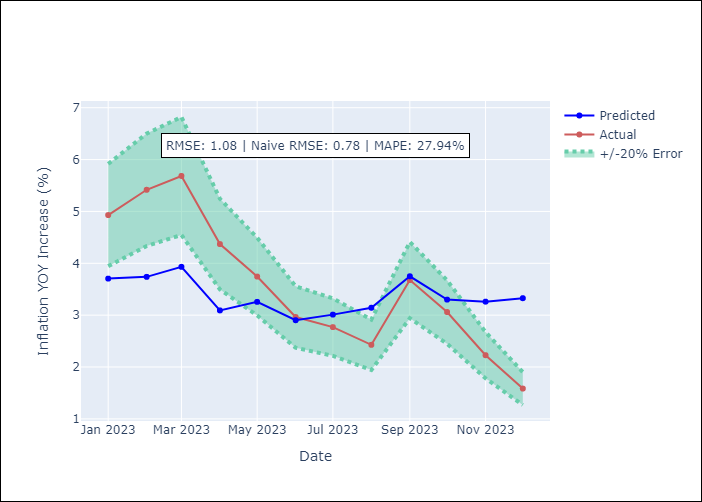 RMSE: 1.08 | Naive RMSE: 0.78 | MAPE: 27.94%
Predicted
Actual
+/-20% Error
Inflation YOY Increase (%)
7
6
5
4
3
2
1
Jan 2023
Mar 2023
May 2023
Jul 2023
Sep 2023
Nov 2023
Date